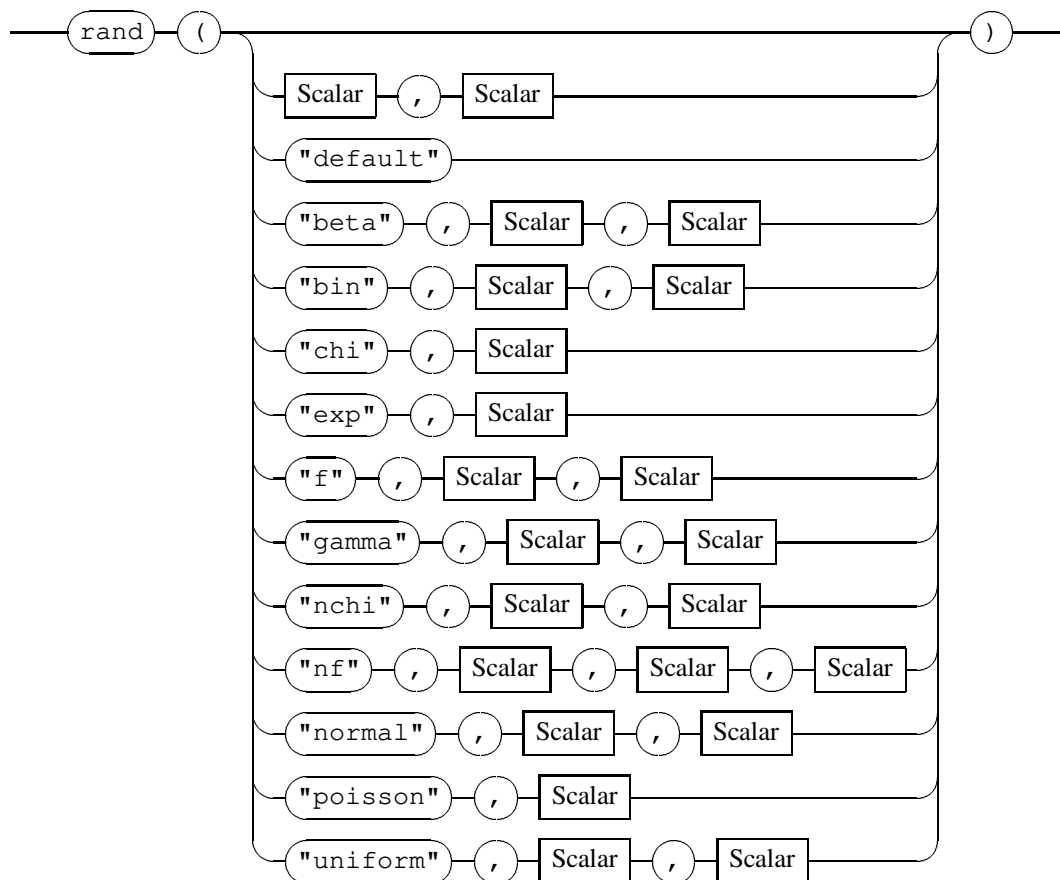 rand ( )
Scalar , Scalar
"default"
"beta" , Scalar , Scalar
"bin" , Scalar , Scalar
"chi" , Scalar
"exp" , Scalar
"f" , Scalar , Scalar
"gamma" , Scalar , Scalar
"nchi" , Scalar , Scalar
"nf" , Scalar , Scalar , Scalar
"normal" , Scalar , Scalar
"poisson" , Scalar
"uniform" , Scalar , Scalar